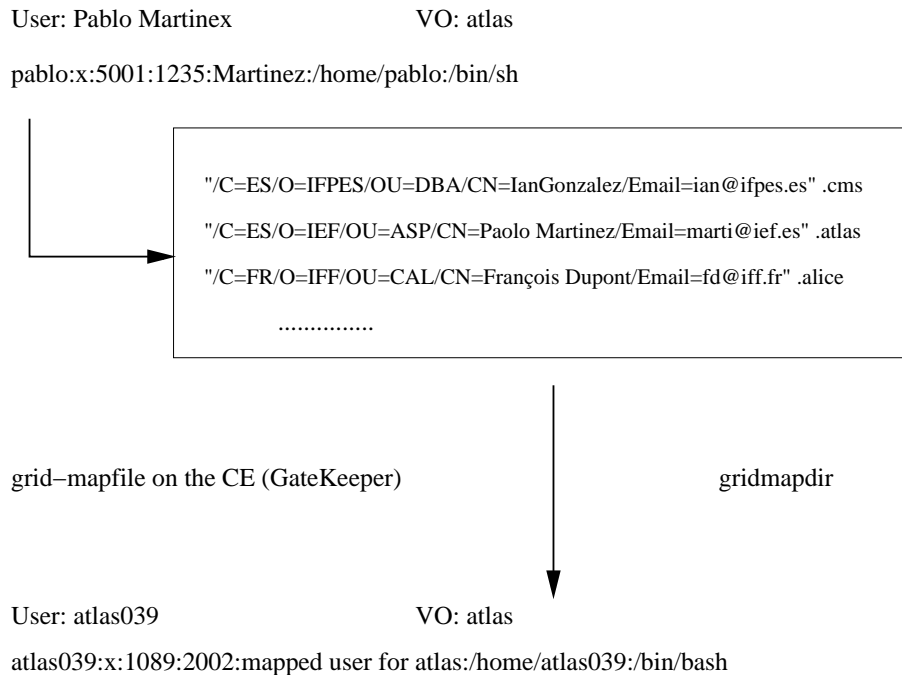 User: Pablo Martinex VO: atlas
pablo:x:5001:1235:Martinez:/home/pablo:/bin/sh
"/C=ES/O=IFPES/OU=DBA/CN=IanGonzalez/Email=ian@ifpes.es" .cms
"/C=ES/O=IEF/OU=ASP/CN=Paolo Martinez/Email=marti@ief.es" .atlas
"/C=FR/O=IFF/OU=CAL/CN=François Dupont/Email=fd@iff.fr" .alice
...............
grid−mapfile on the CE (GateKeeper) gridmapdir
User: atlas039 VO: atlas
atlas039:x:1089:2002:mapped user for atlas:/home/atlas039:/bin/bash